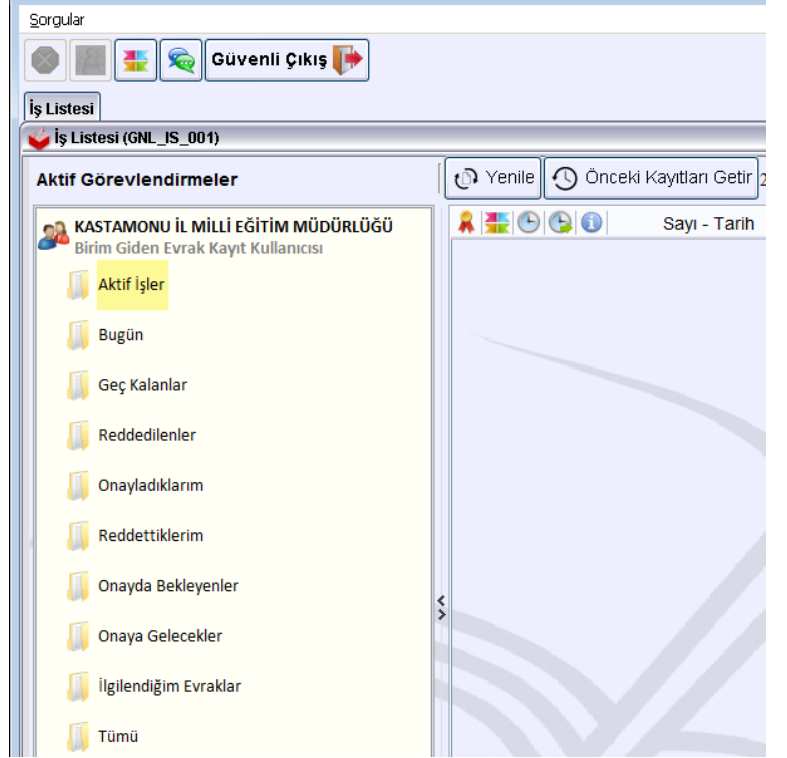 Sorgular
Güvenli Çıkış
İş Listesi
İş Listesi (GNL_IS_001)
Aktif Görevlendirmeler
Yenile
Önceki Kayıtları Getir
Sayı - Tarih
KASTAMONU İL MİLLİ EĞİTİM MÜDÜRLÜĞÜ
Birim Giden Evrak Kayıt Kullanıcısı
Aktif İşler
Bugün
Geç Kalanlar
Reddedilenler
Onayladıklarım
Reddettiklerim
Onayda Bekleyenler
Onaya Gelecekler
İlgilendiğim Evraklar
Tümü